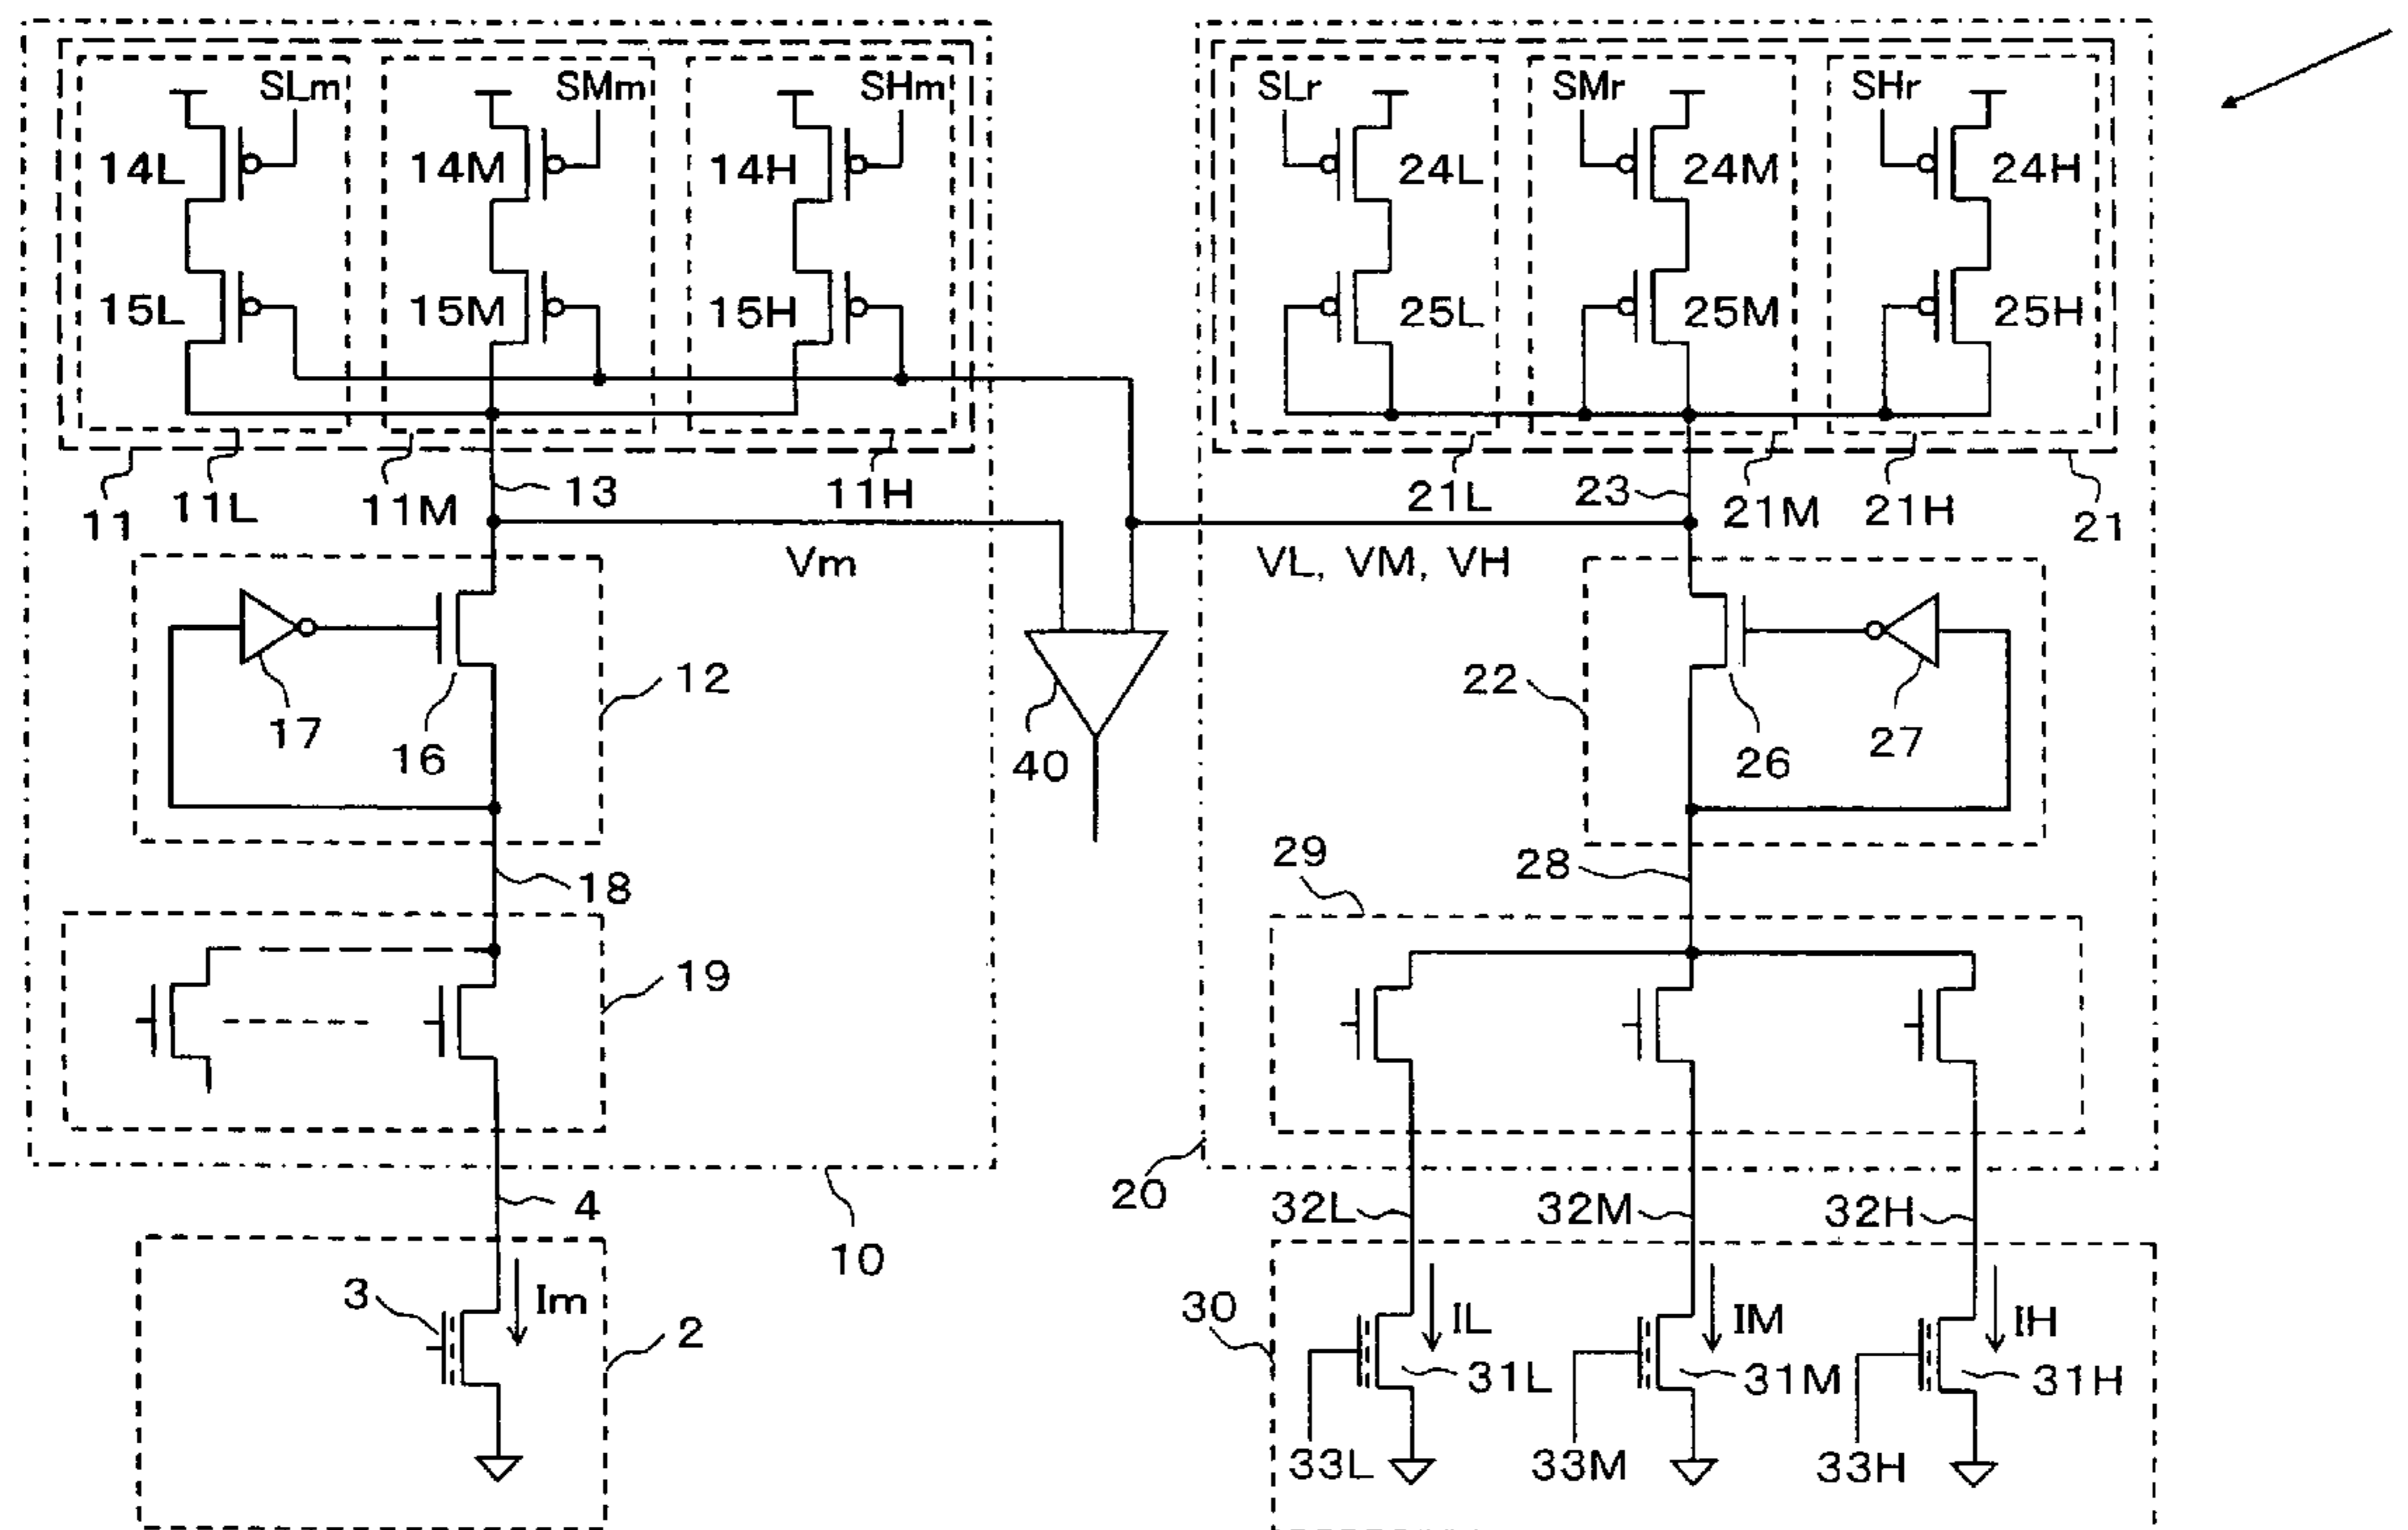 SLm SMm SHm SLr SMr SHr
14L 14M 14H 24L 24M 24H
15L 15M 15H 25L 25M 25H
11 11L 11M 13 11H 21L 23 21M 21H 21
Vm VL, VM, VH
17 16 12 40 22 26 27
18 29 28
19
4 10 20 32L 32M 32H
3 Im 2 30 IL IM IH
31L 31M 31H
33L 33M 33H